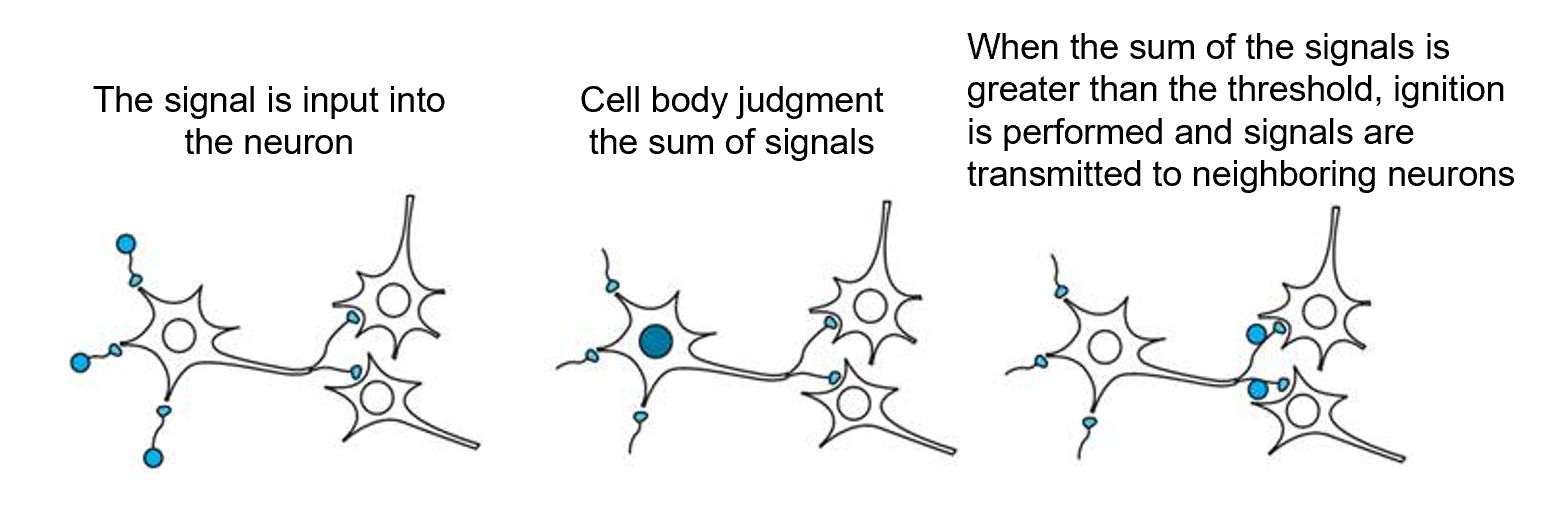 The signal is input into
the neuron
Cell body judgment
the sum of signals
When the sum of the signals is
greater than the threshold, ignition
is performed and signals are
transmitted to neighboring neurons